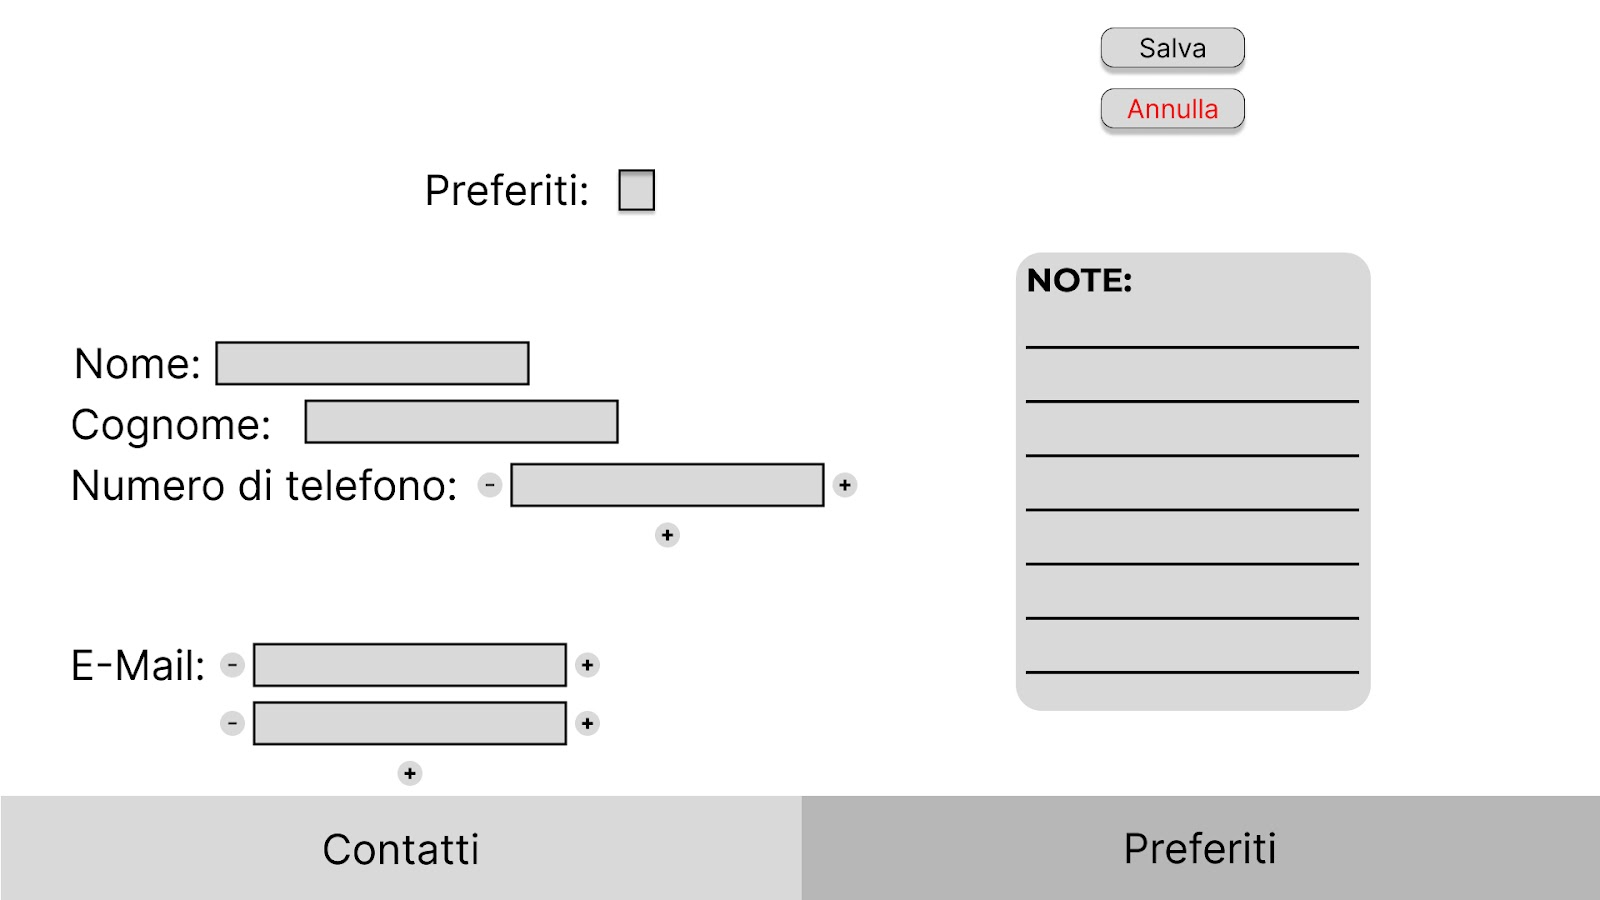 Salva
Annulla
Preferiti:
NOTE:
Nome:
Cognome:
Numero di telefono: - +
+
E-Mail: - +
- +
+
Contatti
Preferiti